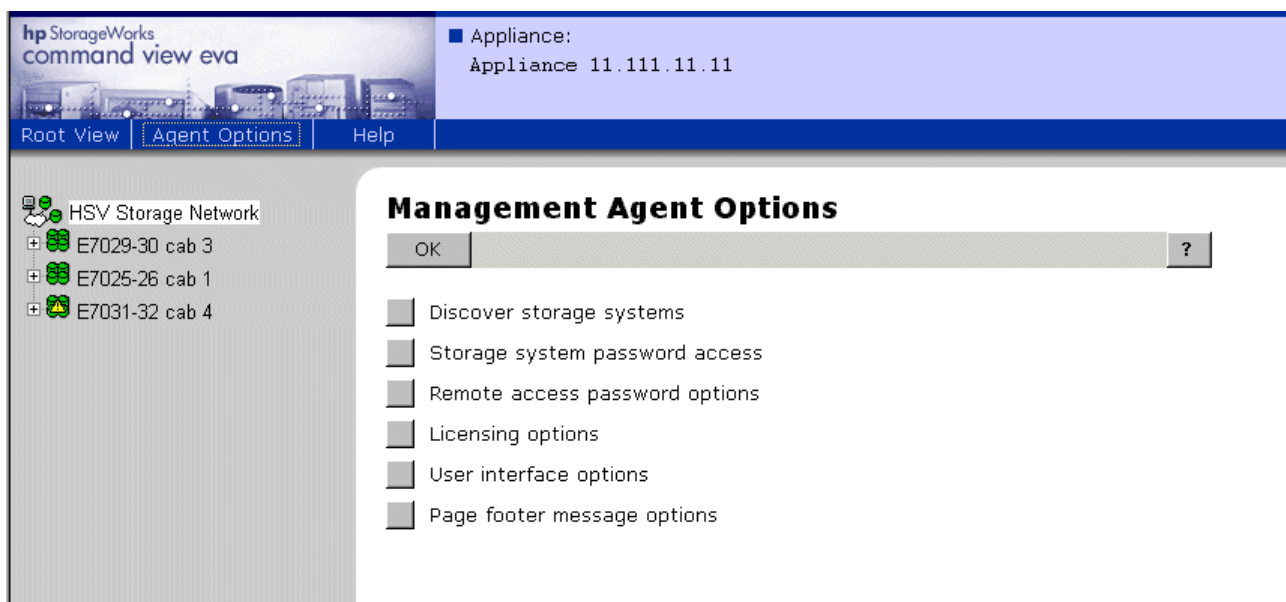 hp StorageWorks
command view eva
Appliance:
Appliance 11.111.11.11
Root View Agent Options Help
HSV Storage Network
E7029-30 cab 3
E7025-26 cab 1
E7031-32 cab 4
Management Agent Options
OK ?
Discover storage systems
Storage system password access
Remote access password options
Licensing options
User interface options
Page footer message options